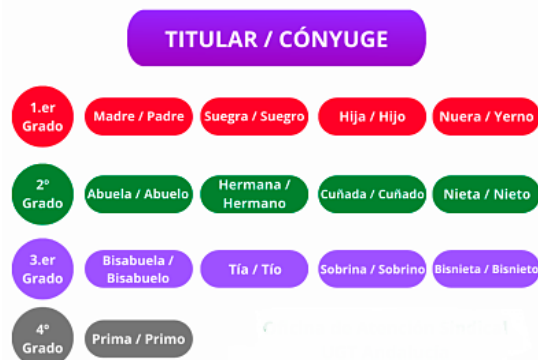 TITULAR / CÓNYUGE
1.er
Grado
Madre / Padre
Suegra / Suegro
Hija / Hijo
Nuera / Yerno
2º
Grado
Abuela / Abuelo
Hermana /
Hermano
Cuñada / Cuñado
Nieta / Nieto
3.er
Grado
Bisabuela /
Bisabuelo
Tía / Tío
Sobrina / Sobrino
Bisnieta / Bisnieto
4º
Grado
Prima / Primo